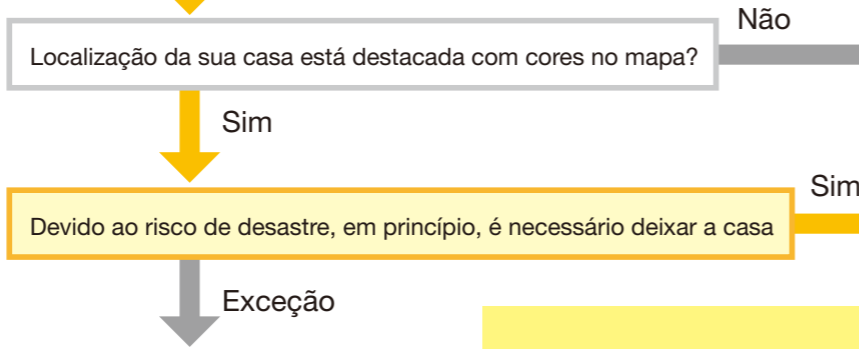 Não
Localização da sua casa está destacada com cores no mapa?
Sim
Sim
Devido ao risco de desastre, em princípio, é necessário deixar a casa
Exceção